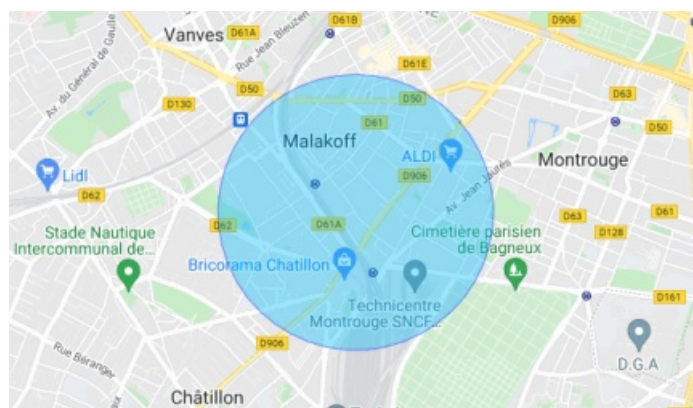 D61B
D906
Vanves D61A
Rue Jean Bleuzen
D50
D61E
Av. du Général de Gaulle
D130
D50
D63
D61
D50
Malakoff
ALDI
Montrouge
Lidl
D906
Av. Jean Jaurès
D62
D62
D61A
D63
D61
Stade Nautique
Intercommunal de...
Cimetière parisien
de Bagneux
D128
Bricorama Chatillon
Technicentre
Montrouge SNCF...
D161
D906
Rue Béranger
D.G.A
Châtillon